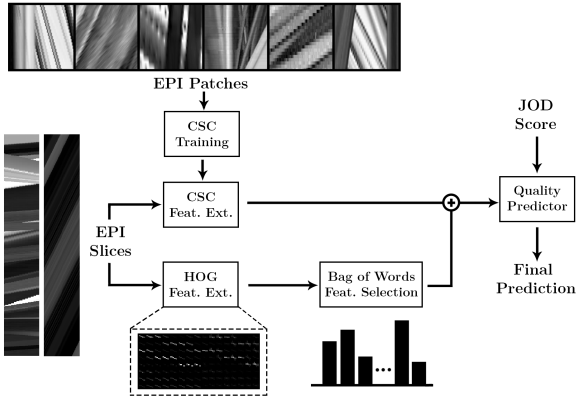 EPI Patches
CSC
Training
CSC
Feat. Ext.
EPI
Slices
HOG
Feat. Ext.
Bag of Words
Feat. Selection
JOD
Score
Quality
Predictor
Final
Prediction